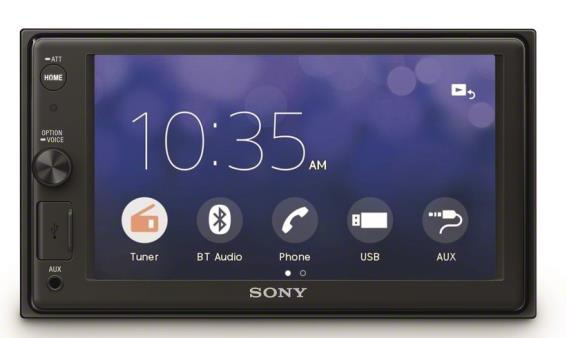 ATT
HOME
OPTION
VOICE
AUX
10:35 AM
Tuner
BT Audio
Phone
USB
AUX
SONY